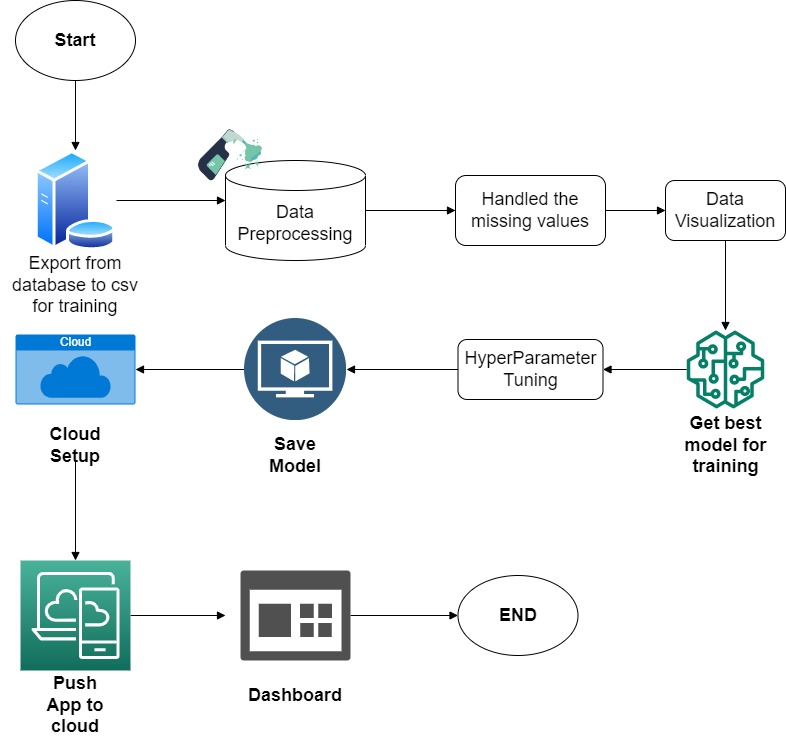 Start
Export from
database to csv
for training
Data
Preprocessing
Handled the
missing values
Data
Visualization
Get best
model for
training
HyperParameter
Tuning
Save
Model
Cloud
Cloud
Setup
Push
App to
cloud
Dashboard
END